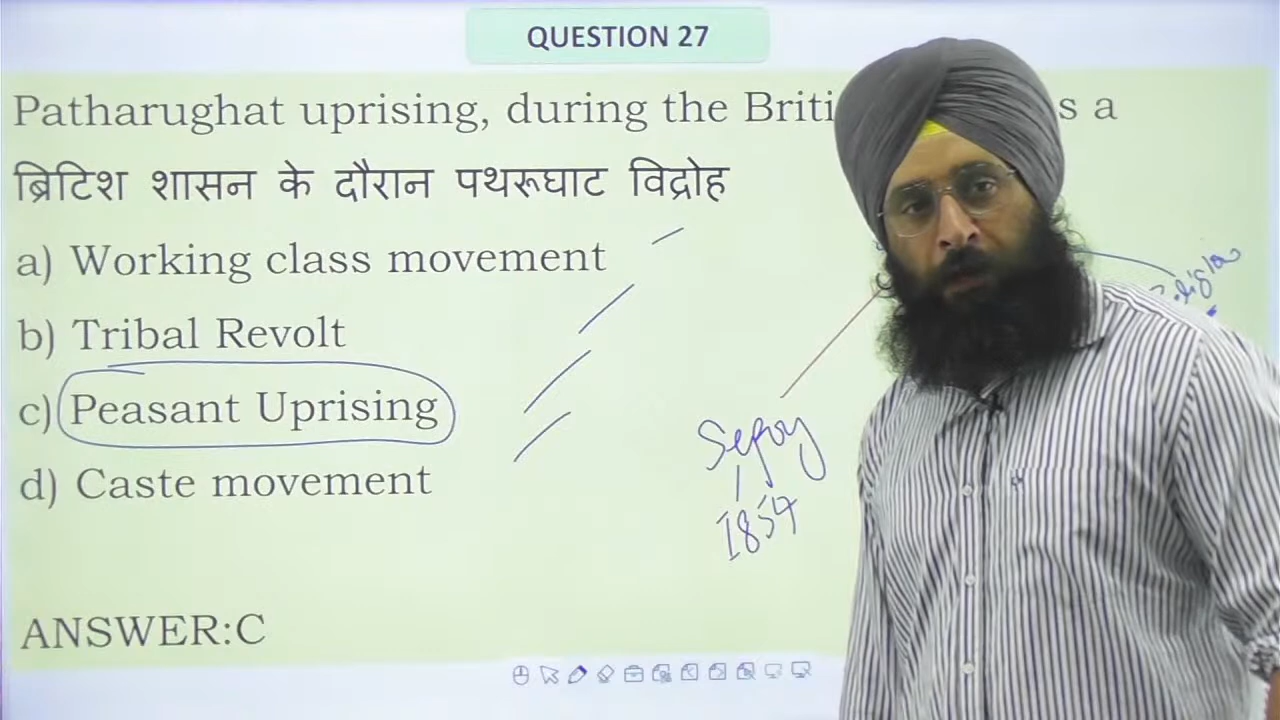 QUESTION 27
Patharughat uprising, during the Briti s a
ब्रिटिश शासन के दौरान पथरूघाट विद्रोह
a) Working class movement
b) Tribal Revolt
c) Peasant Uprising
d) Caste movement
Sepoy
1857
ANSWER:C